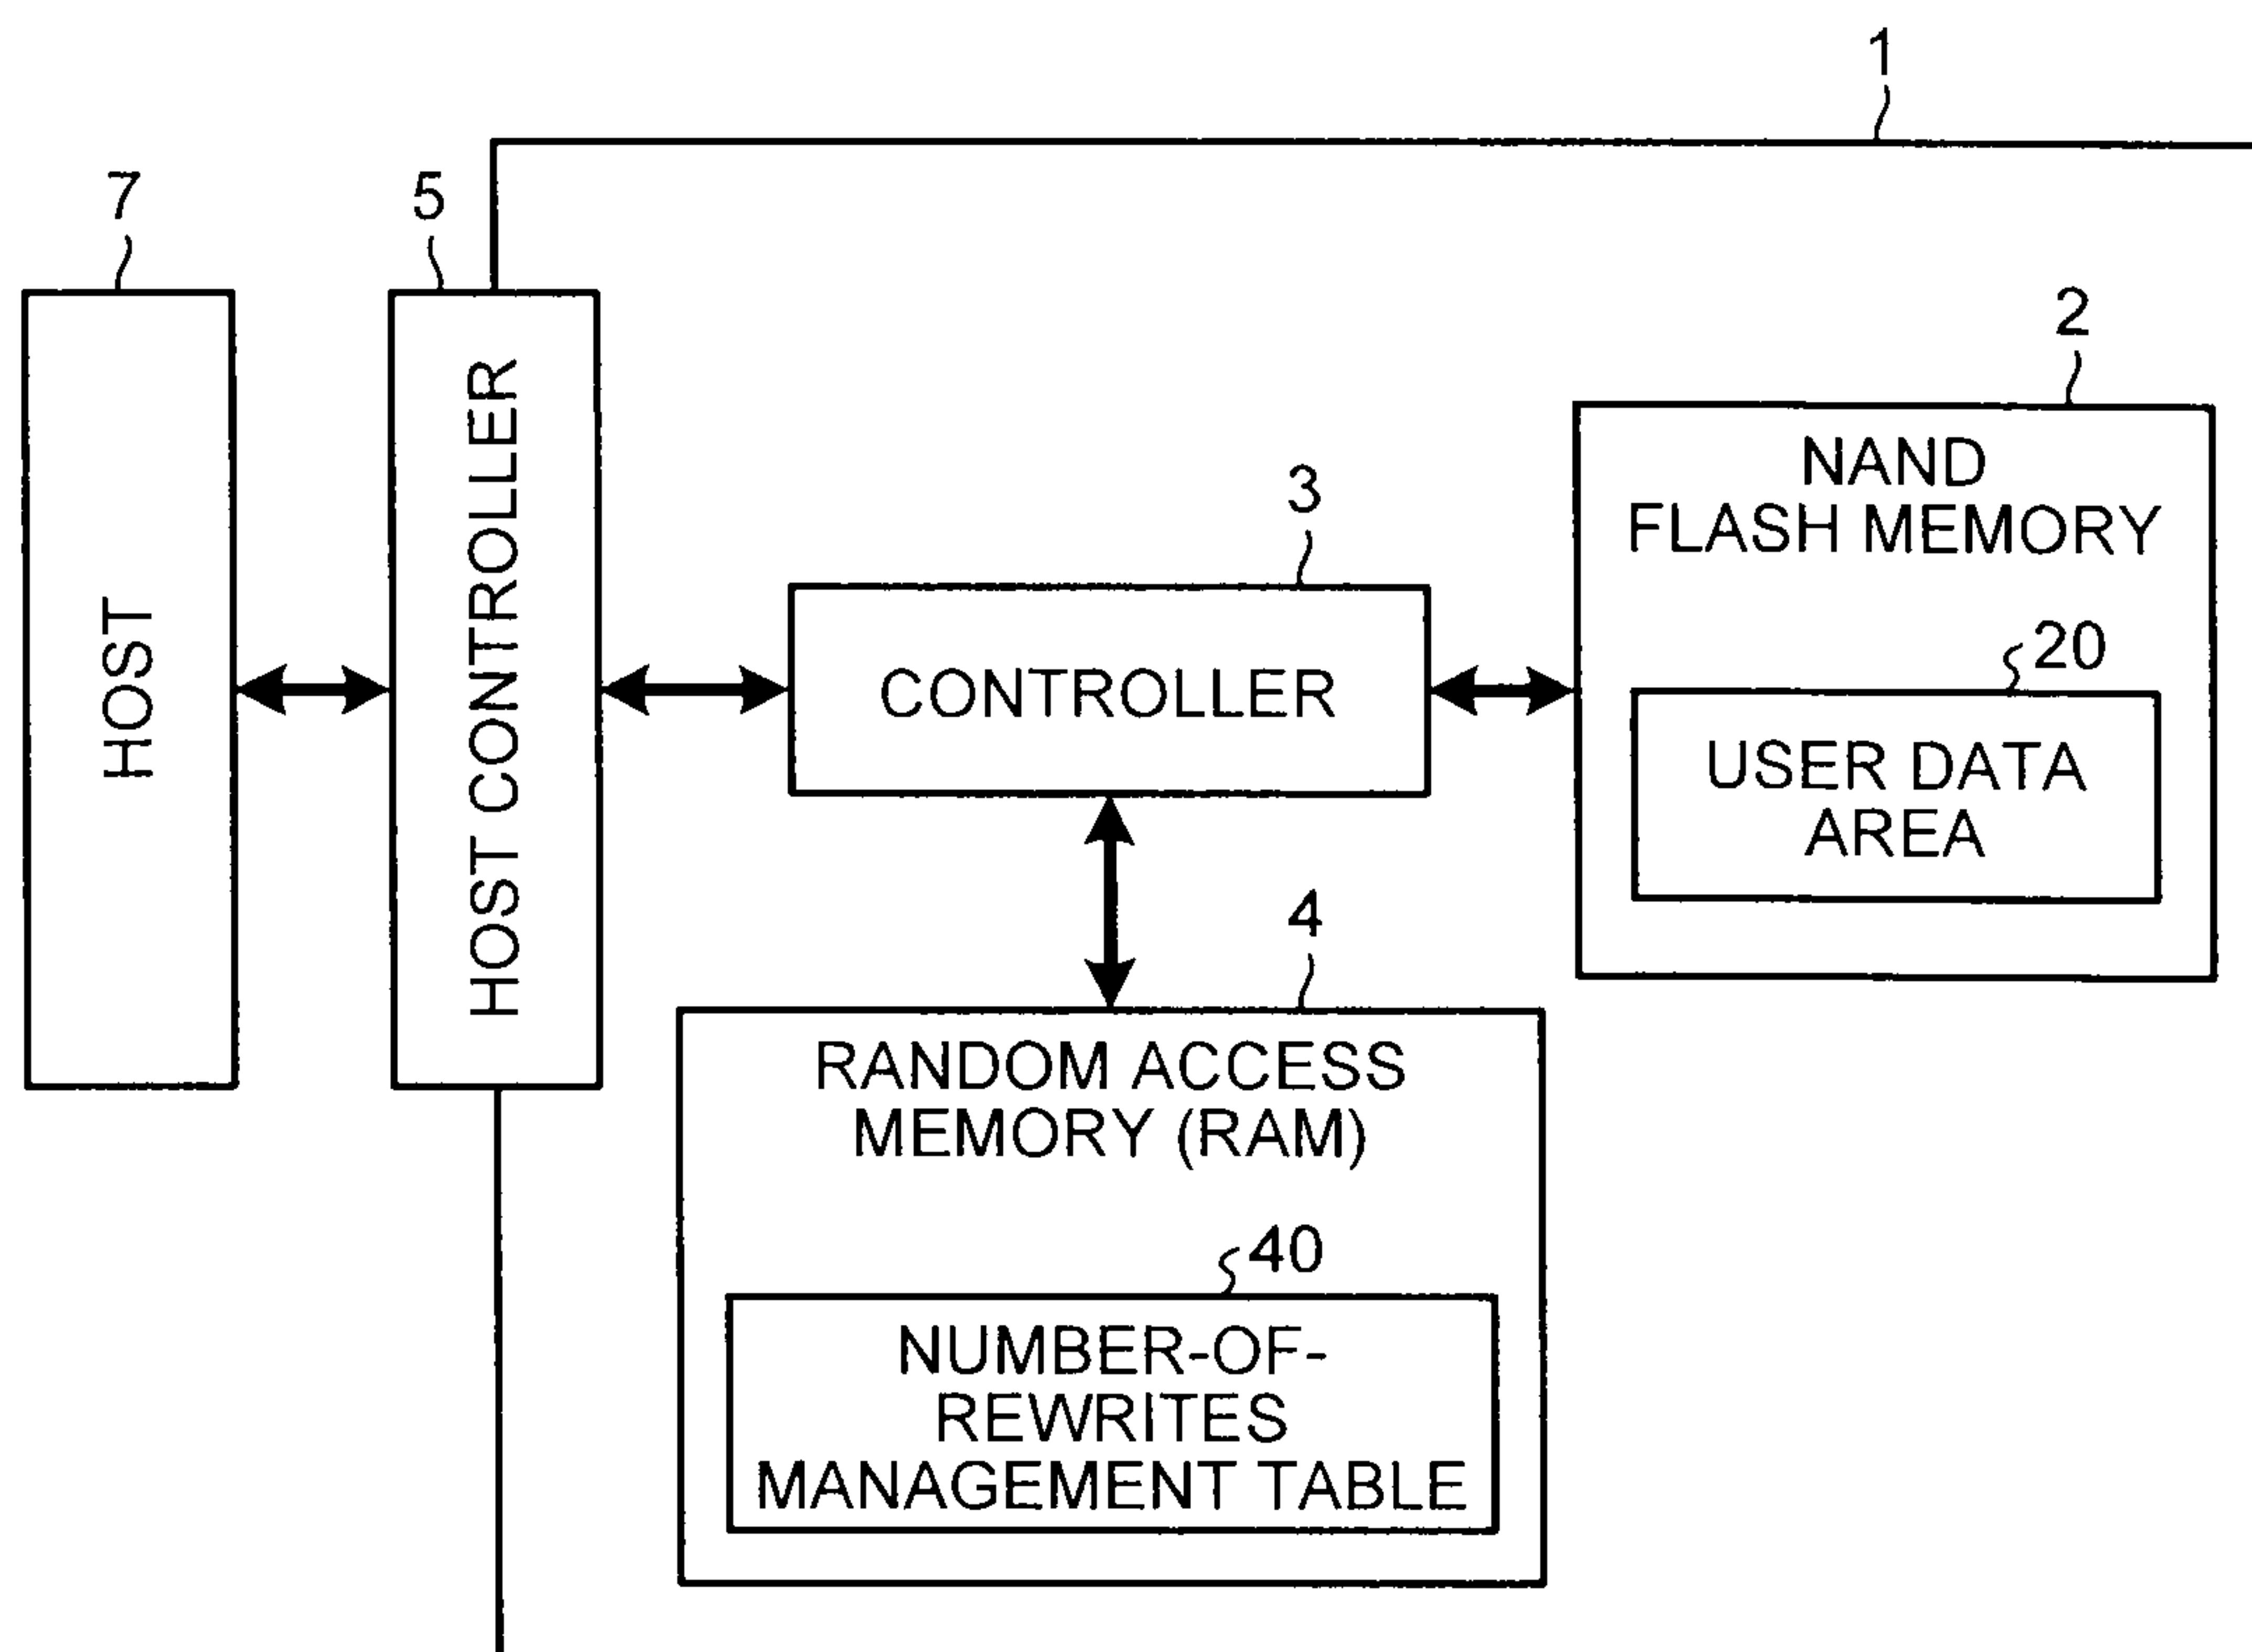 1
7
5
2
NAND
FLASH MEMORY
3
20
HOST
HOST CONTROLLER
CONTROLLER
USER DATA
AREA
4
RANDOM ACCESS
MEMORY (RAM)
40
NUMBER-OF-
REWRITES
MANAGEMENT TABLE